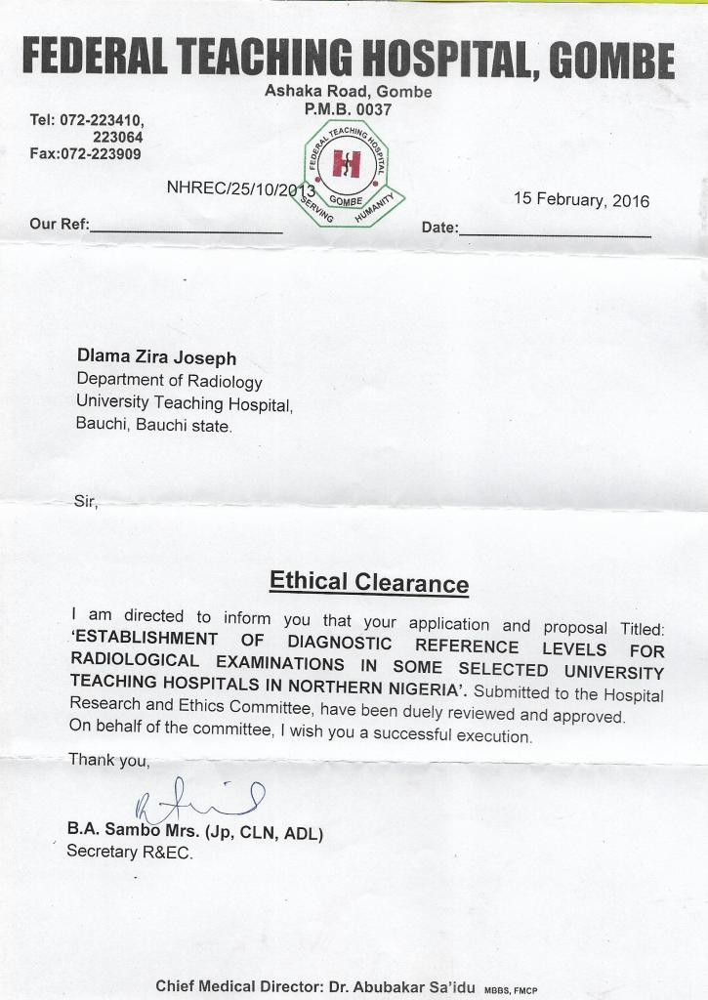 FEDERAL TEACHING HOSPITAL, GOMBE
Ashaka Road, Gombe
P.M.B. 0037
Tel: 072-223410,
223064
Fax:072-223909
FEDERAL TEACHING HOSPITAL
H
GOMBE
SERVING HUMANITY
NHREC/25/10/2013
15 February, 2016
Our Ref:
Date:
Dlama Zira Joseph
Department of Radiology
University Teaching Hospital,
Bauchi, Bauchi state.
Sir,
Ethical Clearance
I am directed to inform you that your application and proposal Titled:
‘ESTABLISHMENT OF DIAGNOSTIC REFERENCE LEVELS FOR
RADIOLOGICAL EXAMINATIONS IN SOME SELECTED UNIVERSITY
TEACHING HOSPITALS IN NORTHERN NIGERIA’. Submitted to the Hospital
Research and Ethics Committee, have been duely reviewed and approved.
On behalf of the committee, I wish you a successful execution.
Thank you,
B.A. Sambo Mrs. (Jp, CLN, ADL)
Secretary R&EC.
Chief Medical Director: Dr. Abubakar Sa’idu MBBS, FMCP